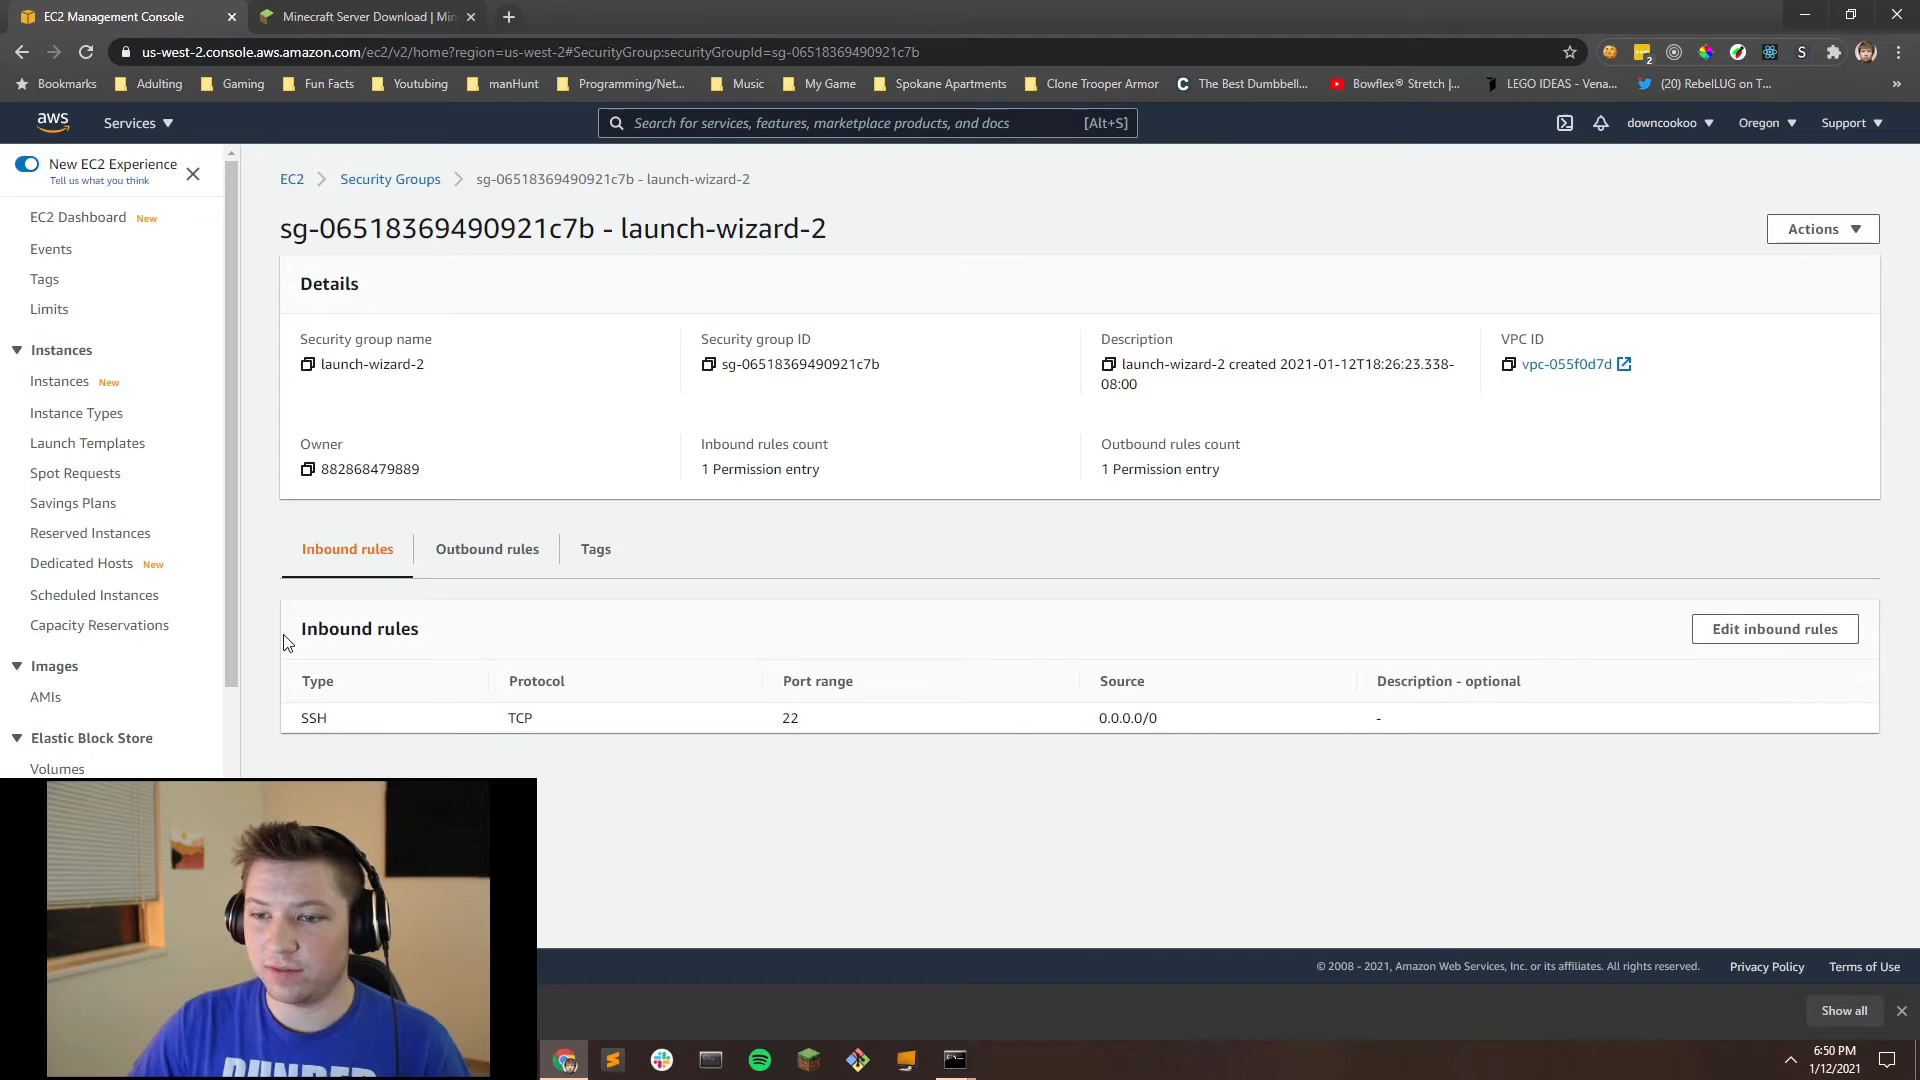 EC2 Management Console
Minecraft Server Download | Min
us-west-2.console.aws.amazon.com/ec2/v2/home?region=us-west-2#SecurityGroup:securityGroupId=sg-06518369490921c7b
2
S
Bookmarks
Adulting
Gaming
Fun Facts
Youtubing
manHunt
Programming/Net...
Music
My Game
Spokane Apartments
Clone Trooper Armor
C The Best Dumbbell...
Bowflex® Stretch |...
LEGO IDEAS - Vena...
(20) RebelLUG on T...
»
aws
Services
Search for services, features, marketplace products, and docs
[Alt+S]
downcookoo
Oregon
Support
New EC2 Experience
Tell us what you think
EC2 Dashboard New
Events
Tags
Limits
Instances
Instances New
Instance Types
Launch Templates
Spot Requests
Savings Plans
Reserved Instances
Dedicated Hosts New
Scheduled Instances
Capacity Reservations
Images
AMIs
Elastic Block Store
Volumes
EC2
Security Groups
sg-06518369490921c7b - launch-wizard-2
sg-06518369490921c7b - launch-wizard-2
Actions
Details
Security group name
launch-wizard-2
Security group ID
sg-06518369490921c7b
Description
launch-wizard-2 created 2021-01-12T18:26:23.338-
08:00
VPC ID
vpc-055f0d7d
Owner
882868479889
Inbound rules count
1 Permission entry
Outbound rules count
1 Permission entry
Inbound rules
Outbound rules
Tags
Inbound rules
Edit inbound rules
Type
Protocol
Port range
Source
Description - optional
SSH
TCP
22
0.0.0.0/0
-
© 2008 - 2021, Amazon Web Services, Inc. or its affiliates. All rights reserved.
Privacy Policy
Terms of Use
Show all
6:50 PM
1/12/2021